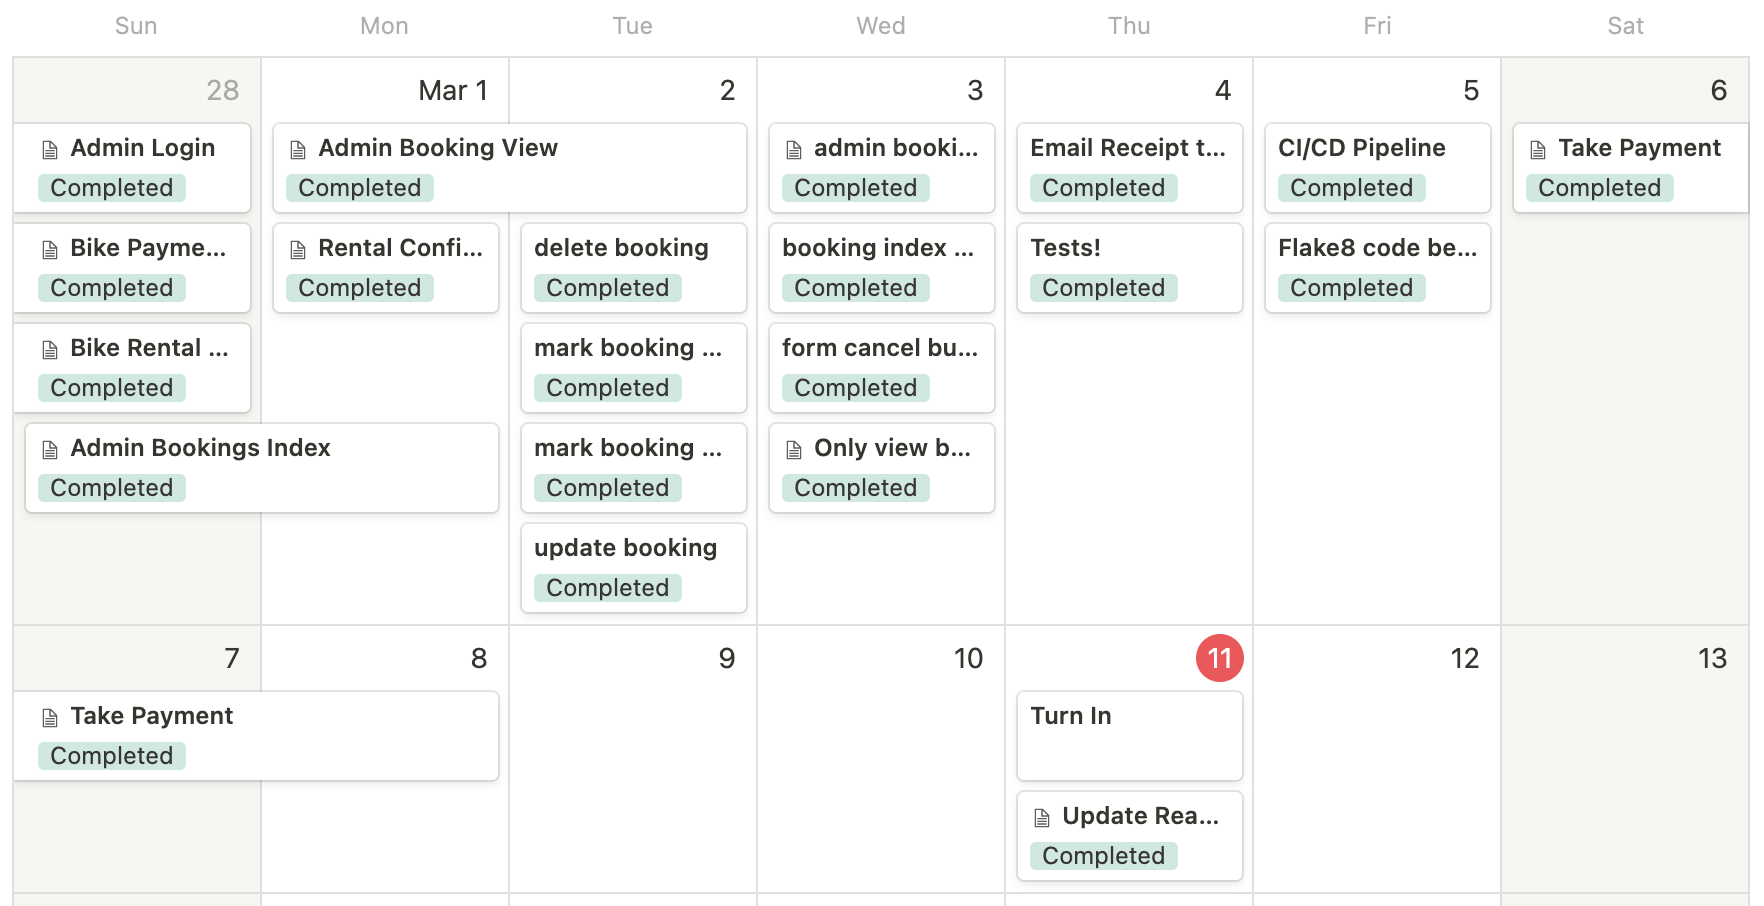 Sun Mon Tue Wed Thu Fri Sat
28 Mar 1 2 3 4 5 6
Admin Login
Completed
Bike Payme...
Completed
Bike Rental ...
Completed
Admin Bookings Index
Completed
Admin Booking View
Completed
Rental Confi...
Completed
delete booking
Completed
mark booking ...
Completed
mark booking ...
Completed
update booking
Completed
admin booki...
Completed
booking index ...
Completed
form cancel bu...
Completed
Only view b...
Completed
Email Receipt t...
Completed
Tests!
Completed
CI/CD Pipeline
Completed
Flake8 code be...
Completed
Take Payment
Completed
7 8 9 10 11 12 13
Take Payment
Completed
Turn In
Update Rea...
Completed